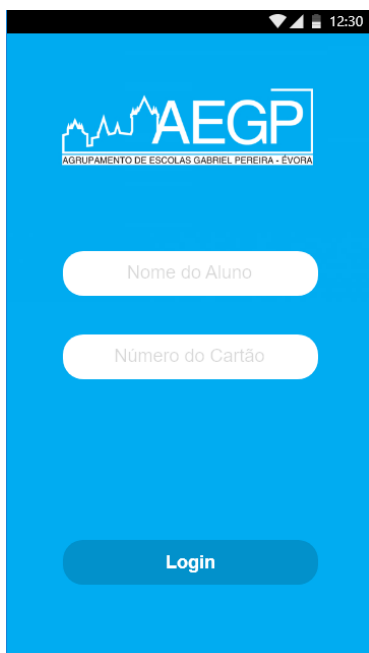 12:30
AEGP
AGRUPAMENTO DE ESCOLAS GABRIEL PEREIRA - ÉVORA
Nome do Aluno
Número do Cartão
Login